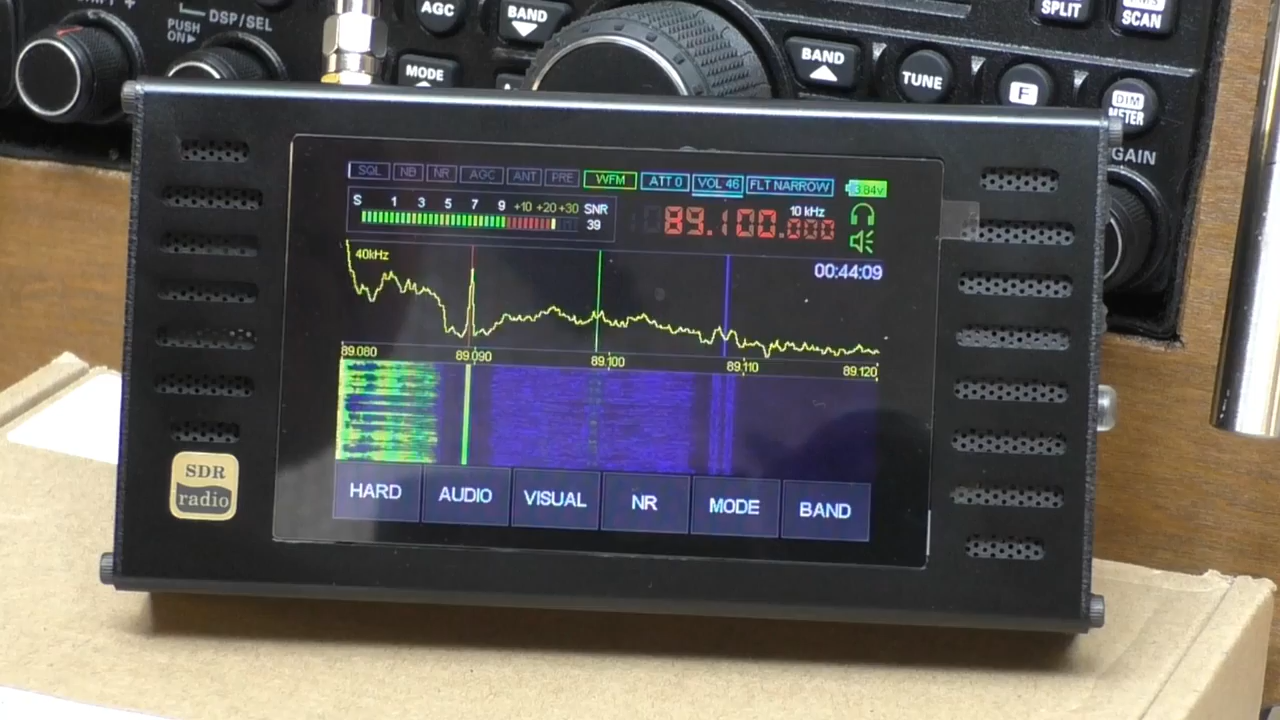 AGC
BAND
SPLIT
SCAN
DSP/SEL
PUSH
ON
MODE
BAND
TUNE
F
DIM
METER
GAIN
SQL NB NR AGC ANT PRE WFM ATT 0 VOL 46 FLT NARROW 3.84V
S 1 3 5 7 9 +10 +20 +30 SNR
39
10 kHz
89.100.000
40kHz
00:44:09
89.080 89.090 89.100 89.110 89.120
HARD AUDIO VISUAL NR MODE BAND
SDR
radio